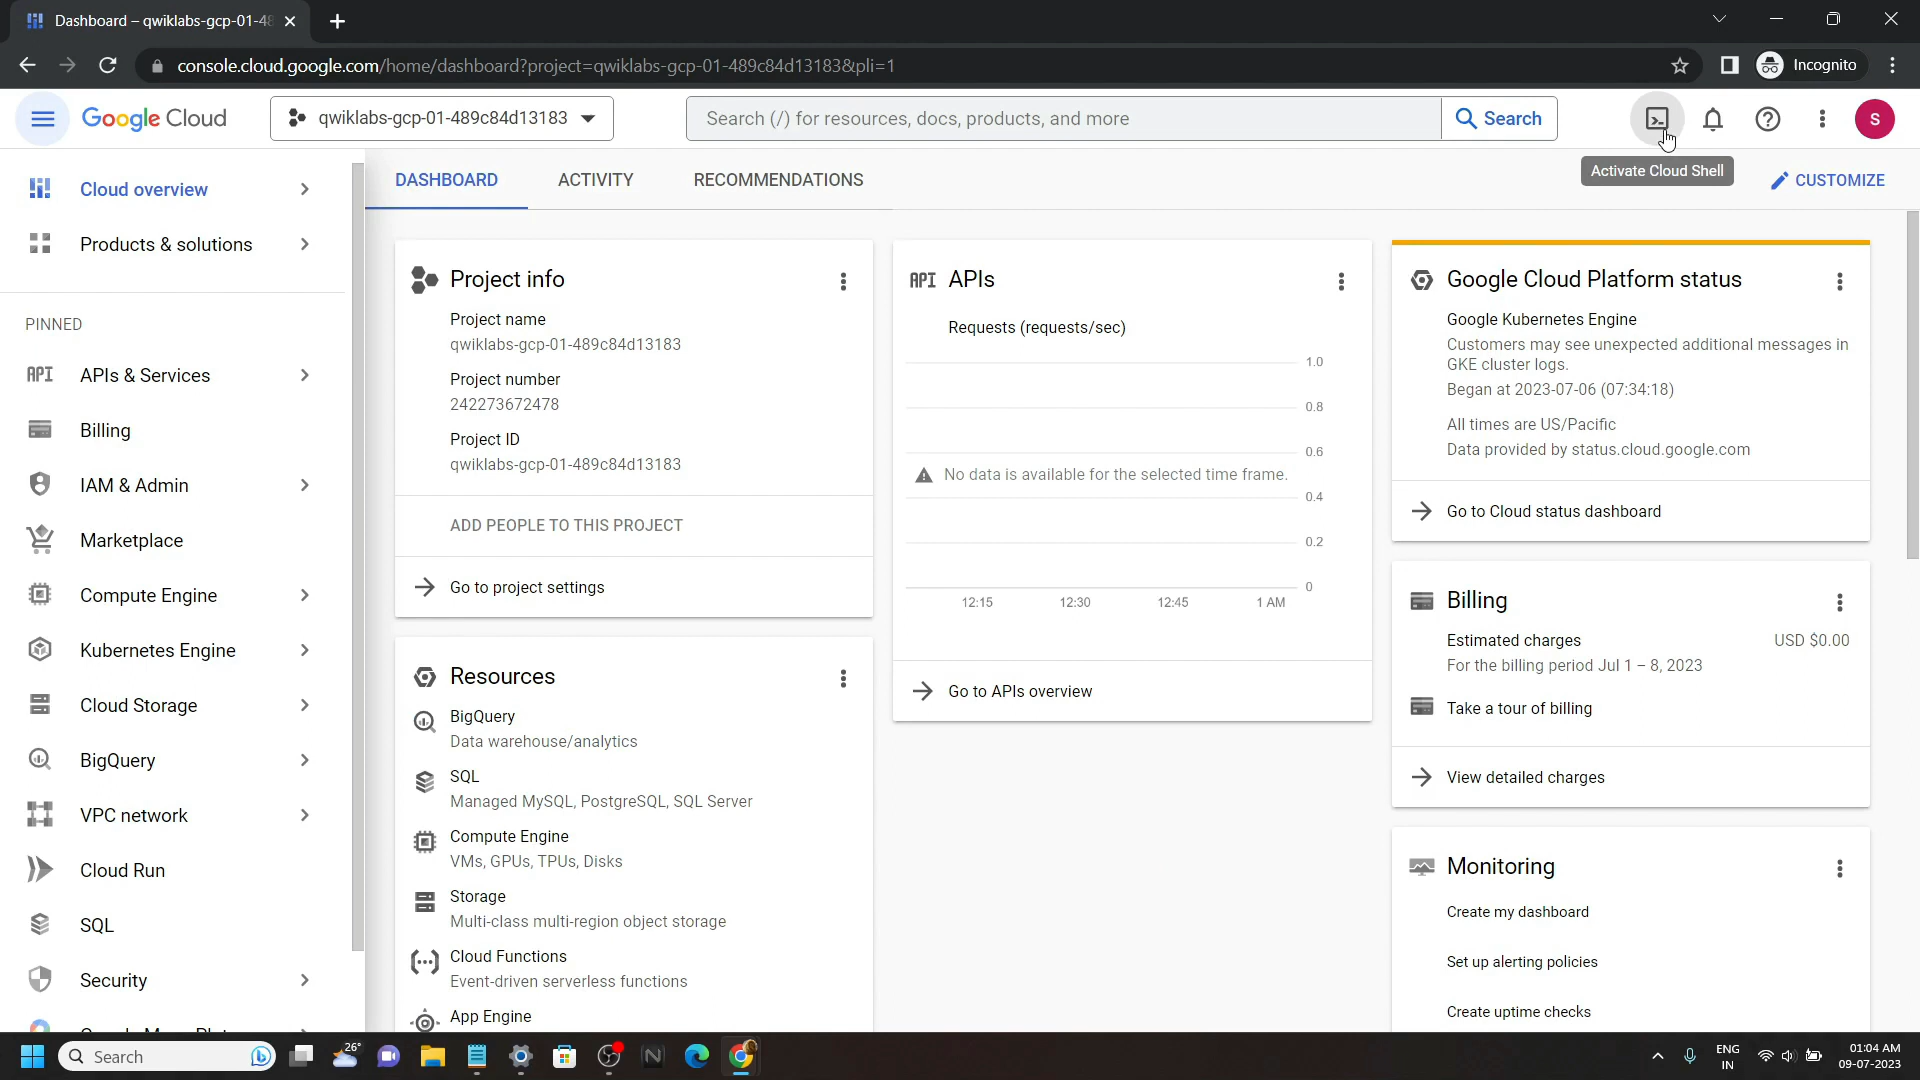 Dashboard – qwiklabs-gcp-01-48
console.cloud.google.com/home/dashboard?project=qwiklabs-gcp-01-489c84d13183&pli=1
Incognito
Google Cloud
qwiklabs-gcp-01-489c84d13183
Search (/) for resources, docs, products, and more
Search
S
Activate Cloud Shell
DASHBOARD
ACTIVITY
RECOMMENDATIONS
CUSTOMIZE
Cloud overview
Products & solutions
PINNED
API APIs & Services
Billing
IAM & Admin
Marketplace
Compute Engine
Kubernetes Engine
Cloud Storage
BigQuery
VPC network
Cloud Run
SQL
Security
Project info
Project name
qwiklabs-gcp-01-489c84d13183
Project number
242273672478
Project ID
qwiklabs-gcp-01-489c84d13183
ADD PEOPLE TO THIS PROJECT
Go to project settings
Resources
BigQuery
Data warehouse/analytics
SQL
Managed MySQL, PostgreSQL, SQL Server
Compute Engine
VMs, GPUs, TPUs, Disks
Storage
Multi-class multi-region object storage
Cloud Functions
Event-driven serverless functions
App Engine
API APIs
Requests (requests/sec)
1.0
0.8
0.6
No data is available for the selected time frame.
0.4
0.2
0
12:15 12:30 12:45 1 AM
Go to APIs overview
Google Cloud Platform status
Google Kubernetes Engine
Customers may see unexpected additional messages in
GKE cluster logs.
Began at 2023-07-06 (07:34:18)
All times are US/Pacific
Data provided by status.cloud.google.com
Go to Cloud status dashboard
Billing
Estimated charges USD $0.00
For the billing period Jul 1 – 8, 2023
Take a tour of billing
View detailed charges
Monitoring
Create my dashboard
Set up alerting policies
Create uptime checks
Search
26°
ENG
IN
01:04 AM
09-07-2023